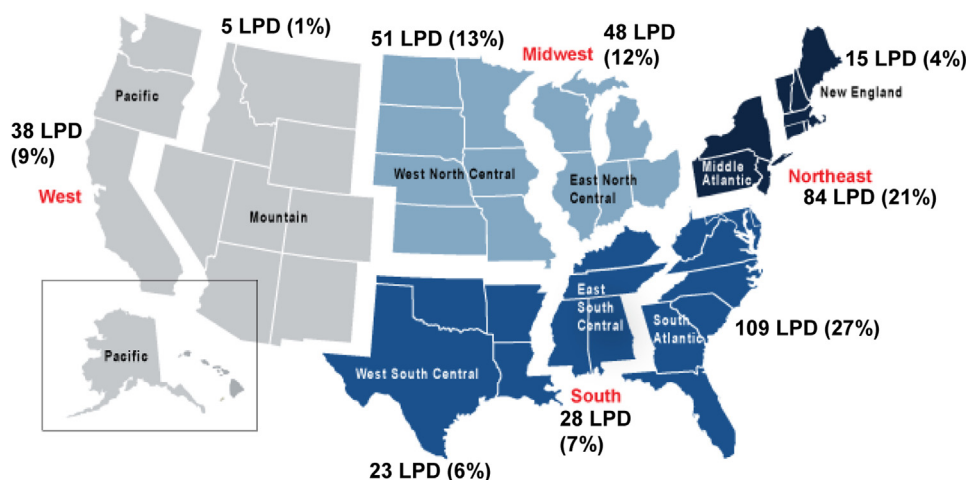 5 LPD (1%)
51 LPD (13%)
Midwest
48 LPD
(12%)
15 LPD (4%)
Pacific
New England
38 LPD
(9%)
West
West North Central
East North
Central
Middle
Atlantic
Northeast
84 LPD (21%)
Mountain
East
South
Central
South
Atlantic
109 LPD (27%)
Pacific
West South Central
South
28 LPD
(7%)
23 LPD (6%)